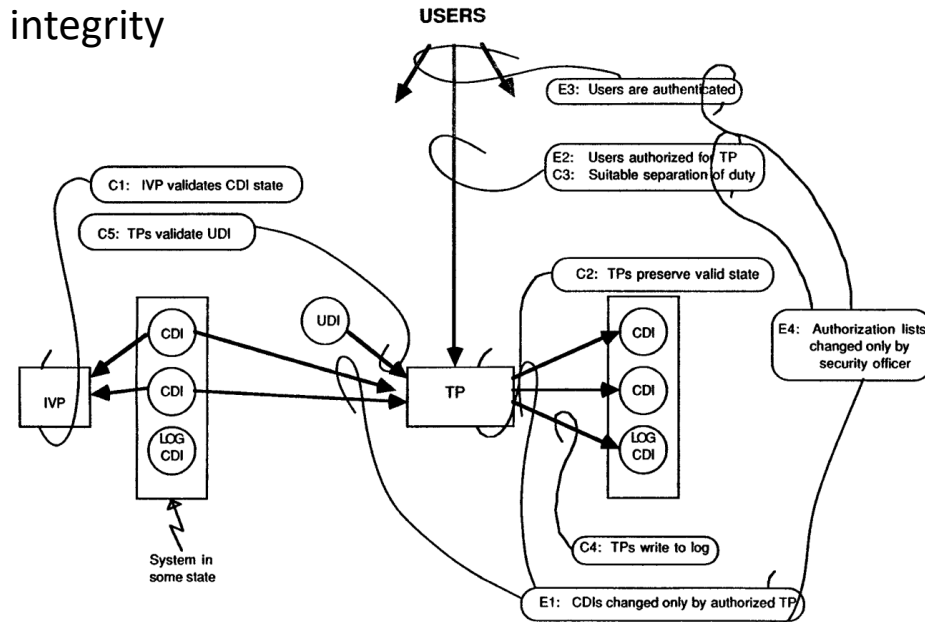 integrity
USERS
E3: Users are authenticated
E2: Users authorized for TP
C3: Suitable separation of duty
C1: IVP validates CDI state
C5: TPs validate UDI
C2: TPs preserve valid state
E4: Authorization lists
changed only by
security officer
CDI
UDI
CDI
IVP
CDI
TP
CDI
LOG
CDI
LOG
CDI
System in
some state
C4: TPs write to log
E1: CDIs changed only by authorized TP